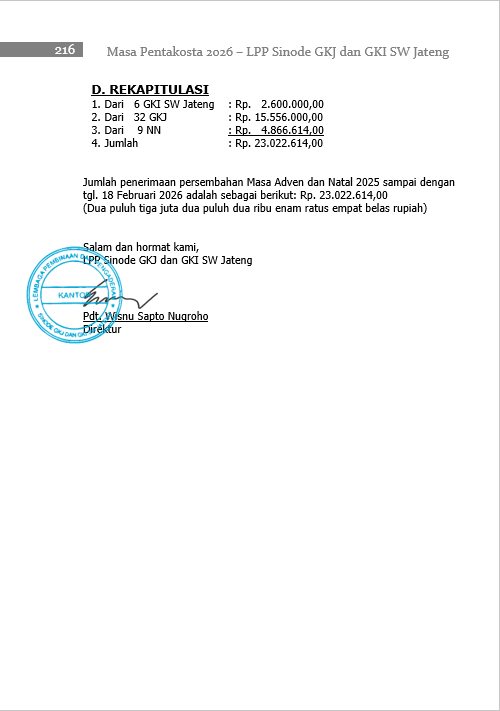 216
Masa Pentakosta 2026 – LPP Sinode GKJ dan GKI SW Jateng
D. REKAPITULASI
1. Dari 6 GKI SW Jateng : Rp. 2.600.000,00
2. Dari 32 GKJ : Rp. 15.556.000,00
3. Dari 9 NN : Rp. 4.866.614,00
4. Jumlah : Rp. 23.022.614,00
Jumlah penerimaan persembahan Masa Adven dan Natal 2025 sampai dengan
tgl. 18 Februari 2026 adalah sebagai berikut: Rp. 23.022.614,00
(Dua puluh tiga juta dua puluh dua ribu enam ratus empat belas rupiah)
Salam dan hormat kami,
LPP Sinode GKJ dan GKI SW Jateng
LEMBAGA PEMBINAAN
KANTOR
SINODE GKJ DAN GKI
Pdt. Wisnu Sapto Nugroho
Direktur